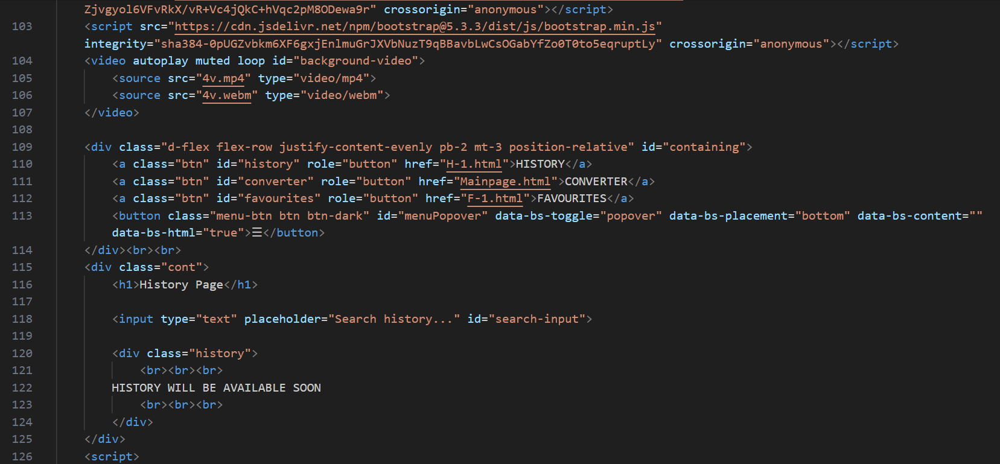 Zjvgyol6VFvRkX/vR+Vc4jQkC+hVqc2pM8ODewa9r" crossorigin="anonymous"></script>
103 <script src="https://cdn.jsdelivr.net/npm/bootstrap@5.3.3/dist/js/bootstrap.min.js"
integrity="sha384-0pUGZvbkm6XF6gxjEnlmuGrJXVbNuzT9qBBavbLwCsOGabYfZo0T0to5eqruptLy" crossorigin="anonymous"></script>
104 <video autoplay muted loop id="background-video">
105 <source src="4v.mp4" type="video/mp4">
106 <source src="4v.webm" type="video/webm">
107 </video>
108
109 <div class="d-flex flex-row justify-content-evenly pb-2 mt-3 position-relative" id="containing">
110 <a class="btn" id="history" role="button" href="H-1.html">HISTORY</a>
111 <a class="btn" id="converter" role="button" href="Mainpage.html">CONVERTER</a>
112 <a class="btn" id="favourites" role="button" href="F-1.html">FAVOURITES</a>
113 <button class="menu-btn btn btn-dark" id="menuPopover" data-bs-toggle="popover" data-bs-placement="bottom" data-bs-content=""
data-bs-html="true">☰</button>
114 </div><br><br>
115 <div class="cont">
116 <h1>History Page</h1>
117
118 <input type="text" placeholder="Search history..." id="search-input">
119
120 <div class="history">
121 <br><br><br>
122 HISTORY WILL BE AVAILABLE SOON
123 <br><br><br>
124 </div>
125 </div>
126 <script>